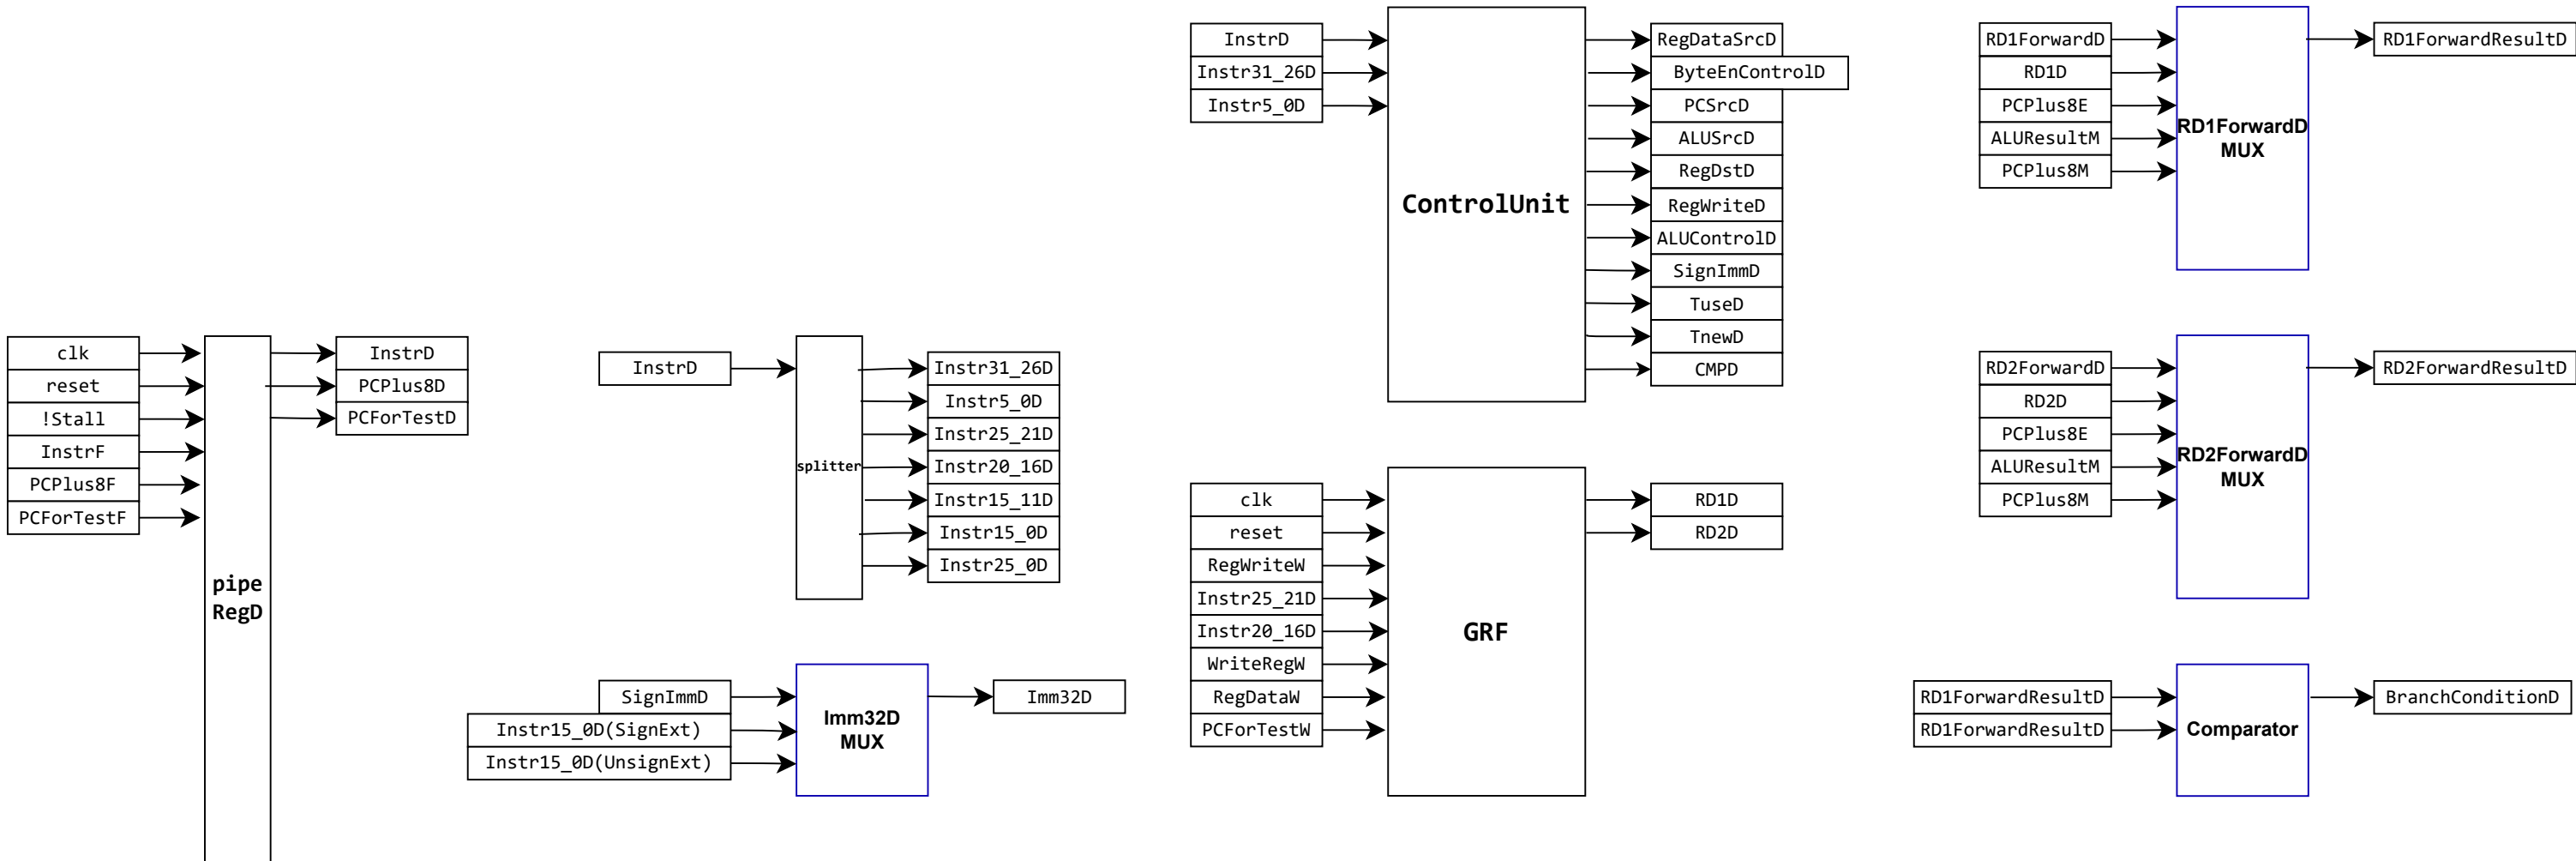 clk
reset
!Stall
InstrF
PCPlus8F
PCForTestF
pipe
RegD
InstrD
PCPlus8D
PCForTestD
InstrD
splitter
Instr31_26D
Instr5_0D
Instr25_21D
Instr20_16D
Instr15_11D
Instr15_0D
Instr25_0D
SignImmD
Instr15_0D(SignExt)
Instr15_0D(UnsignExt)
Imm32D
MUX
Imm32D
InstrD
Instr31_26D
Instr5_0D
ControlUnit
RegDataSrcD
ByteEnControlD
PCSrcD
ALUSrcD
RegDstD
RegWriteD
ALUControlD
SignImmD
TuseD
TnewD
CMPD
clk
reset
RegWriteW
Instr25_21D
Instr20_16D
WriteRegW
RegDataW
PCForTestW
GRF
RD1D
RD2D
RD1ForwardD
RD1D
PCPlus8E
ALUResultM
PCPlus8M
RD1ForwardD
MUX
RD1ForwardResultD
RD2ForwardD
RD2D
PCPlus8E
ALUResultM
PCPlus8M
RD2ForwardD
MUX
RD2ForwardResultD
RD1ForwardResultD
RD1ForwardResultD
Comparator
BranchConditionD